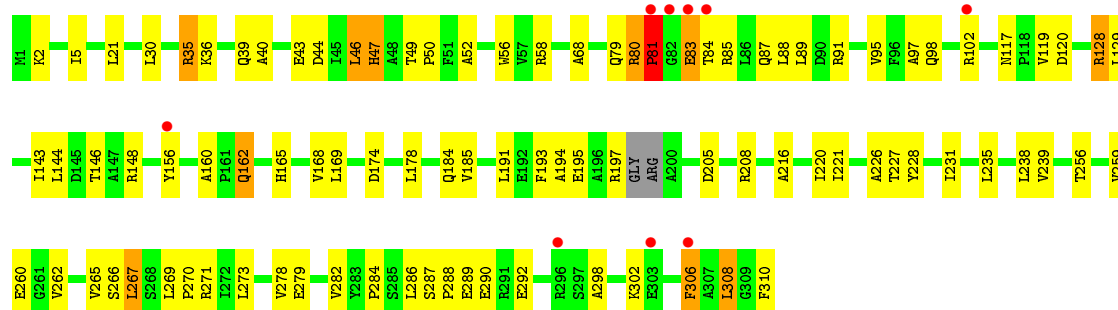 M1 K2 I5 L21 L30 R35 K36 Q39 A40 E43 D44 I45 L46 H47 A48 T49 P50 F51 A52 W56 V57 R58 A68 Q79 R80 P81 G82 E83 T84 R85 L86 Q87 L88 L89 D90 R91 V95 F96 A97 Q98 R102 N117 P118 V119 D120 R128 L129
I143 L144 D145 T146 A147 R148 Y156 A160 P161 Q162 H165 V168 L169 D174 L178 Q184 V185 L191 E192 F193 A194 E195 A196 R197 GLY ARG A200 D205 R208 A216 I220 I221 A226 T227 Y228 I231 L235 L238 V239 T256 V259
E260 G261 V262 V265 S266 L267 S268 L269 P270 R271 I272 L273 V278 E279 V282 Y283 P284 S285 L286 S287 P288 E289 E290 R291 E292 R296 S297 A298 K302 E303 F306 A307 L308 G309 F310